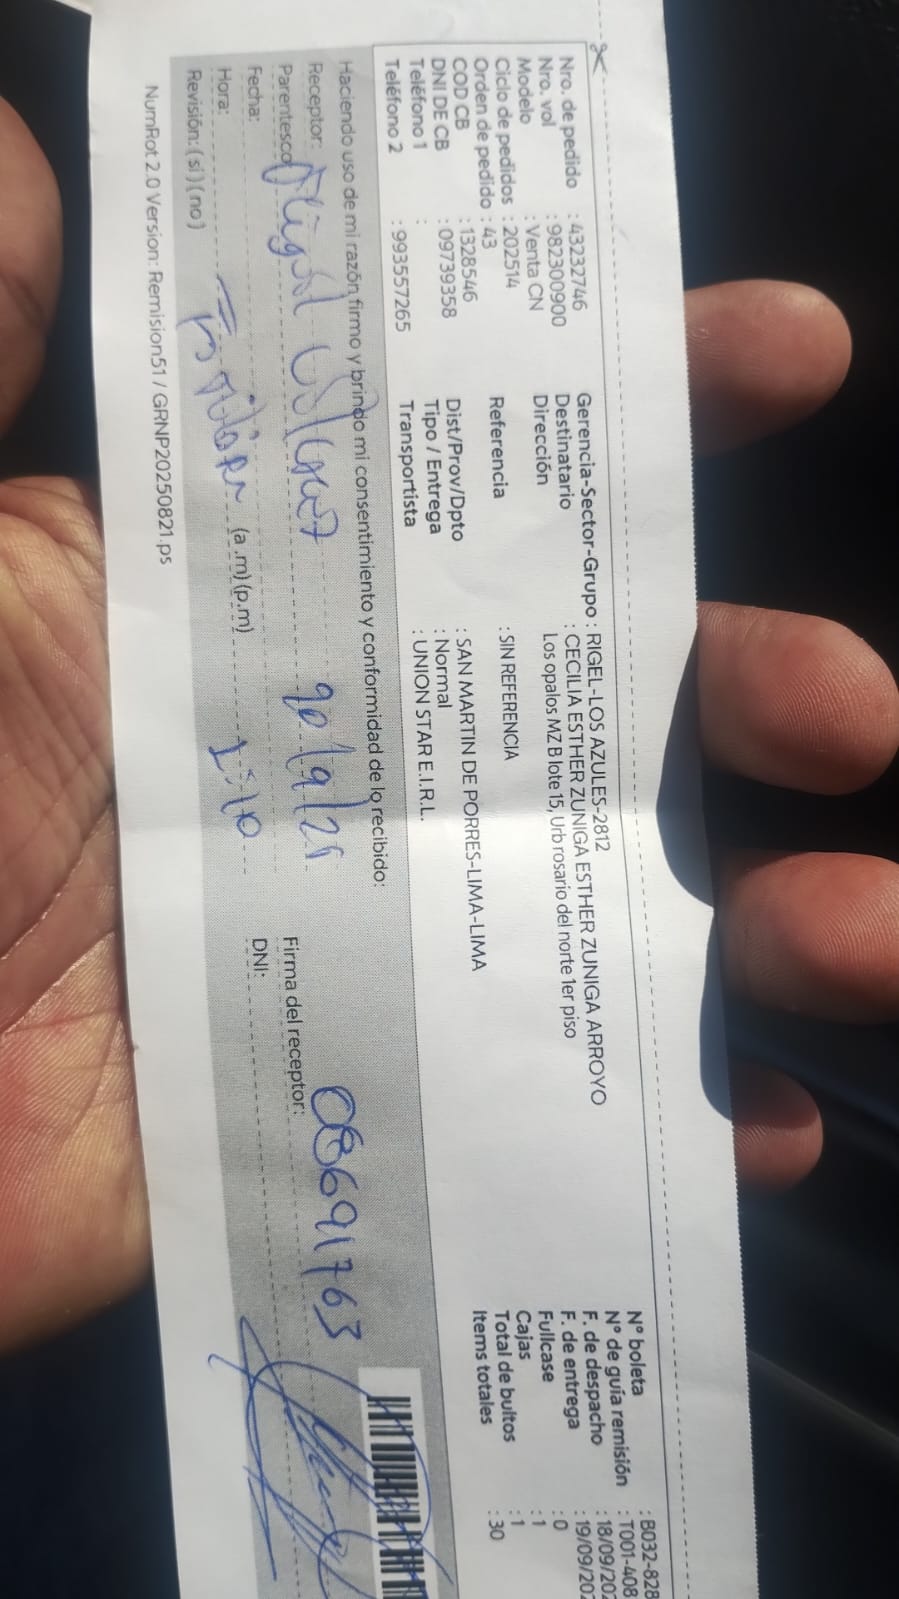 Nro. de pedido : 43232746
Nro. vol : 982300900
Modelo : Venta CN
Ciclo de pedidos : 202514
Orden de pedido : 43
COD CB : 1328546
DNI DE CB : 09739358
Teléfono 1 :
Teléfono 2 : 993557265
Gerencia-Sector-Grupo : RIGEL-LOS AZULES-2812
Destinatario : CECILIA ESTHER ZUNIGA ESTHER ZUNIGA ARROYO
Dirección Los opalos MZ B lote 15, Urb rosario del norte 1er piso
Referencia : SIN REFERENCIA
Dist/Prov/Dpto : SAN MARTIN DE PORRES-LIMA-LIMA
Tipo / Entrega : Normal
Transportista : UNION STAR E.I.R.L.
N° boleta : B032-828
N° de guía remisión : T001-408
F. de despacho : 18/09/202
F. de entrega : 19/09/202
Fullcase : 0
Cajas : 1
Total de bultos : 1
Items totales : 30
Haciendo uso de mi razón firmo y brindo mi consentimiento y conformidad de lo recibido:
Receptor:
Parentesco
Fecha:
Hora: (a.m)(p.m) 1:10
Revisión: ( sí ) ( no )
Firma del receptor:
DNI:
08691763
NumRot 2.0 Version: Remision51 / GRNP20250821.ps